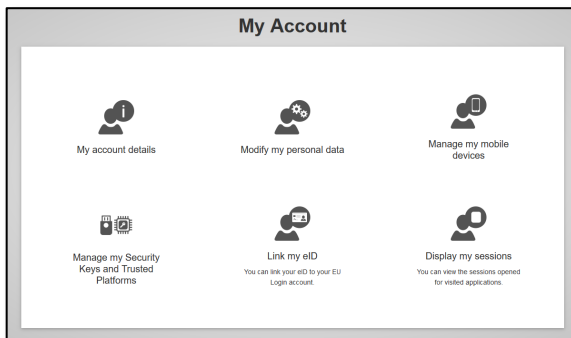 My Account
My account details
Modify my personal data
Manage my mobile
devices
Manage my Security
Keys and Trusted
Platforms
Link my eID
You can link your eID to your EU
Login account
Display my sessions
You can view the sessions opened
for visited applications